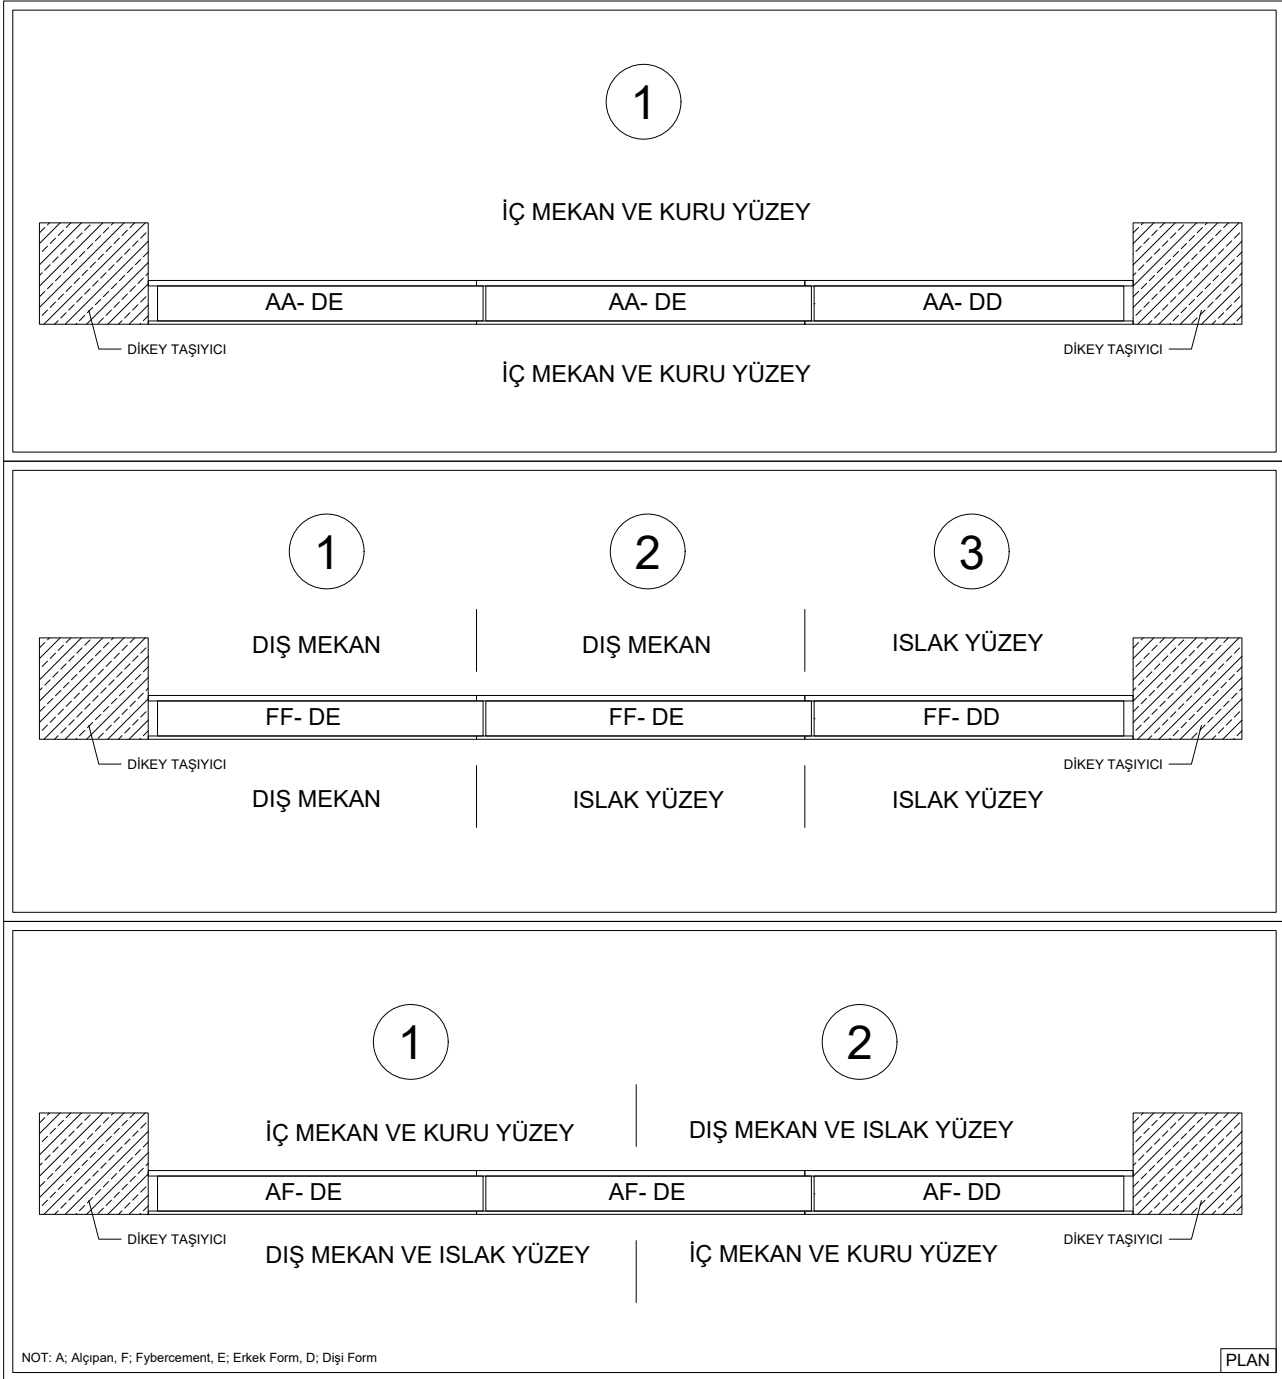 1
İÇ MEKAN VE KURU YÜZEY
AA- DE AA- DE AA- DD
DİKEY TAŞIYICI DİKEY TAŞIYICI
İÇ MEKAN VE KURU YÜZEY
1 2 3
DIŞ MEKAN DIŞ MEKAN ISLAK YÜZEY
FF- DE FF- DE FF- DD
DİKEY TAŞIYICI DİKEY TAŞIYICI
DIŞ MEKAN ISLAK YÜZEY ISLAK YÜZEY
1 2
İÇ MEKAN VE KURU YÜZEY DIŞ MEKAN VE ISLAK YÜZEY
AF- DE AF- DE AF- DD
DİKEY TAŞIYICI DİKEY TAŞIYICI
DIŞ MEKAN VE ISLAK YÜZEY İÇ MEKAN VE KURU YÜZEY
NOT: A; Alçıpan, F; Fybercement, E; Erkek Form, D; Dişi Form
PLAN